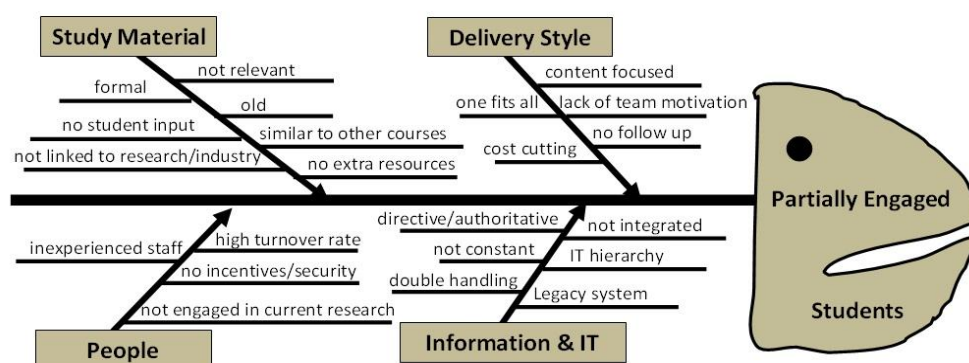 Study Material
Delivery Style
not relevant
content focused
formal
old
one fits all
lack of team motivation
no student input
similar to other courses
no follow up
not linked to research/industry
no extra resources
cost cutting
Partially Engaged
directive/authoritative
not integrated
inexperienced staff
high turnover rate
not constant
IT hierarchy
no incentives/security
double handling
Legacy system
not engaged in current research
Students
People
Information & IT